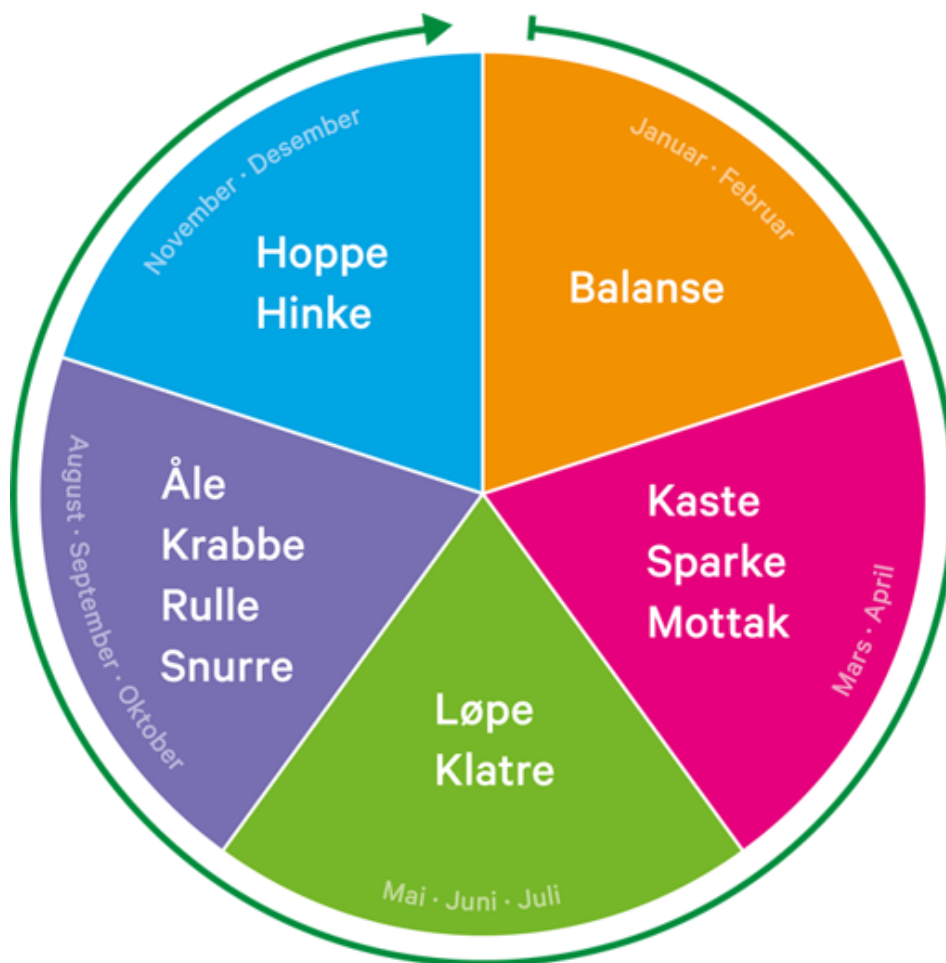 Januar · Februar
Balanse
Kaste
Sparke
Mottak
Mars · April
Løpe
Klatre
Mai · Juni · Juli
August · September · Oktober
Åle
Krabbe
Rulle
Snurre
November · Desember
Hoppe
Hinke